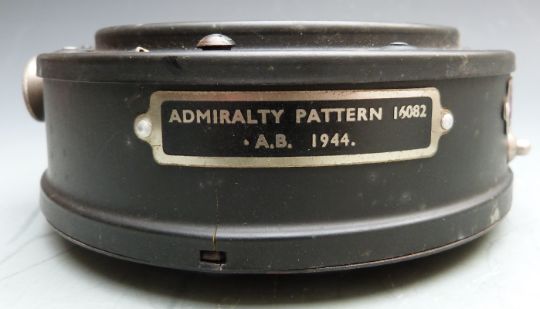 ADMIRALTY PATTERN 16082
· A.B. 1944.